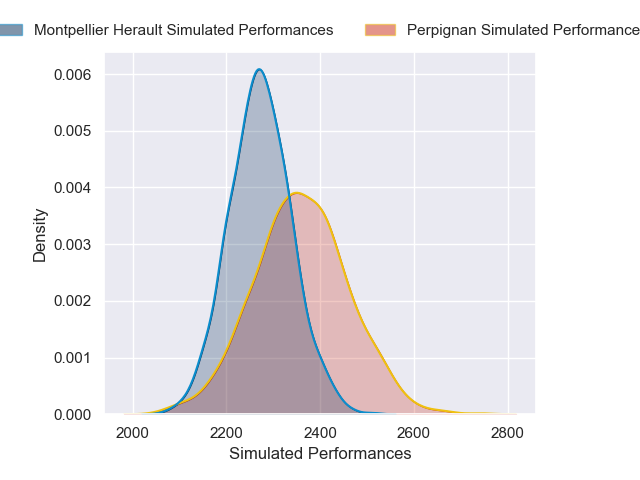 Montpellier Herault Simulated Performances
Perpignan Simulated Performance
0.006
0.005
0.004
0.003
0.002
0.001
0.000
Density
2000 2200 2400 2600 2800
Simulated Performances